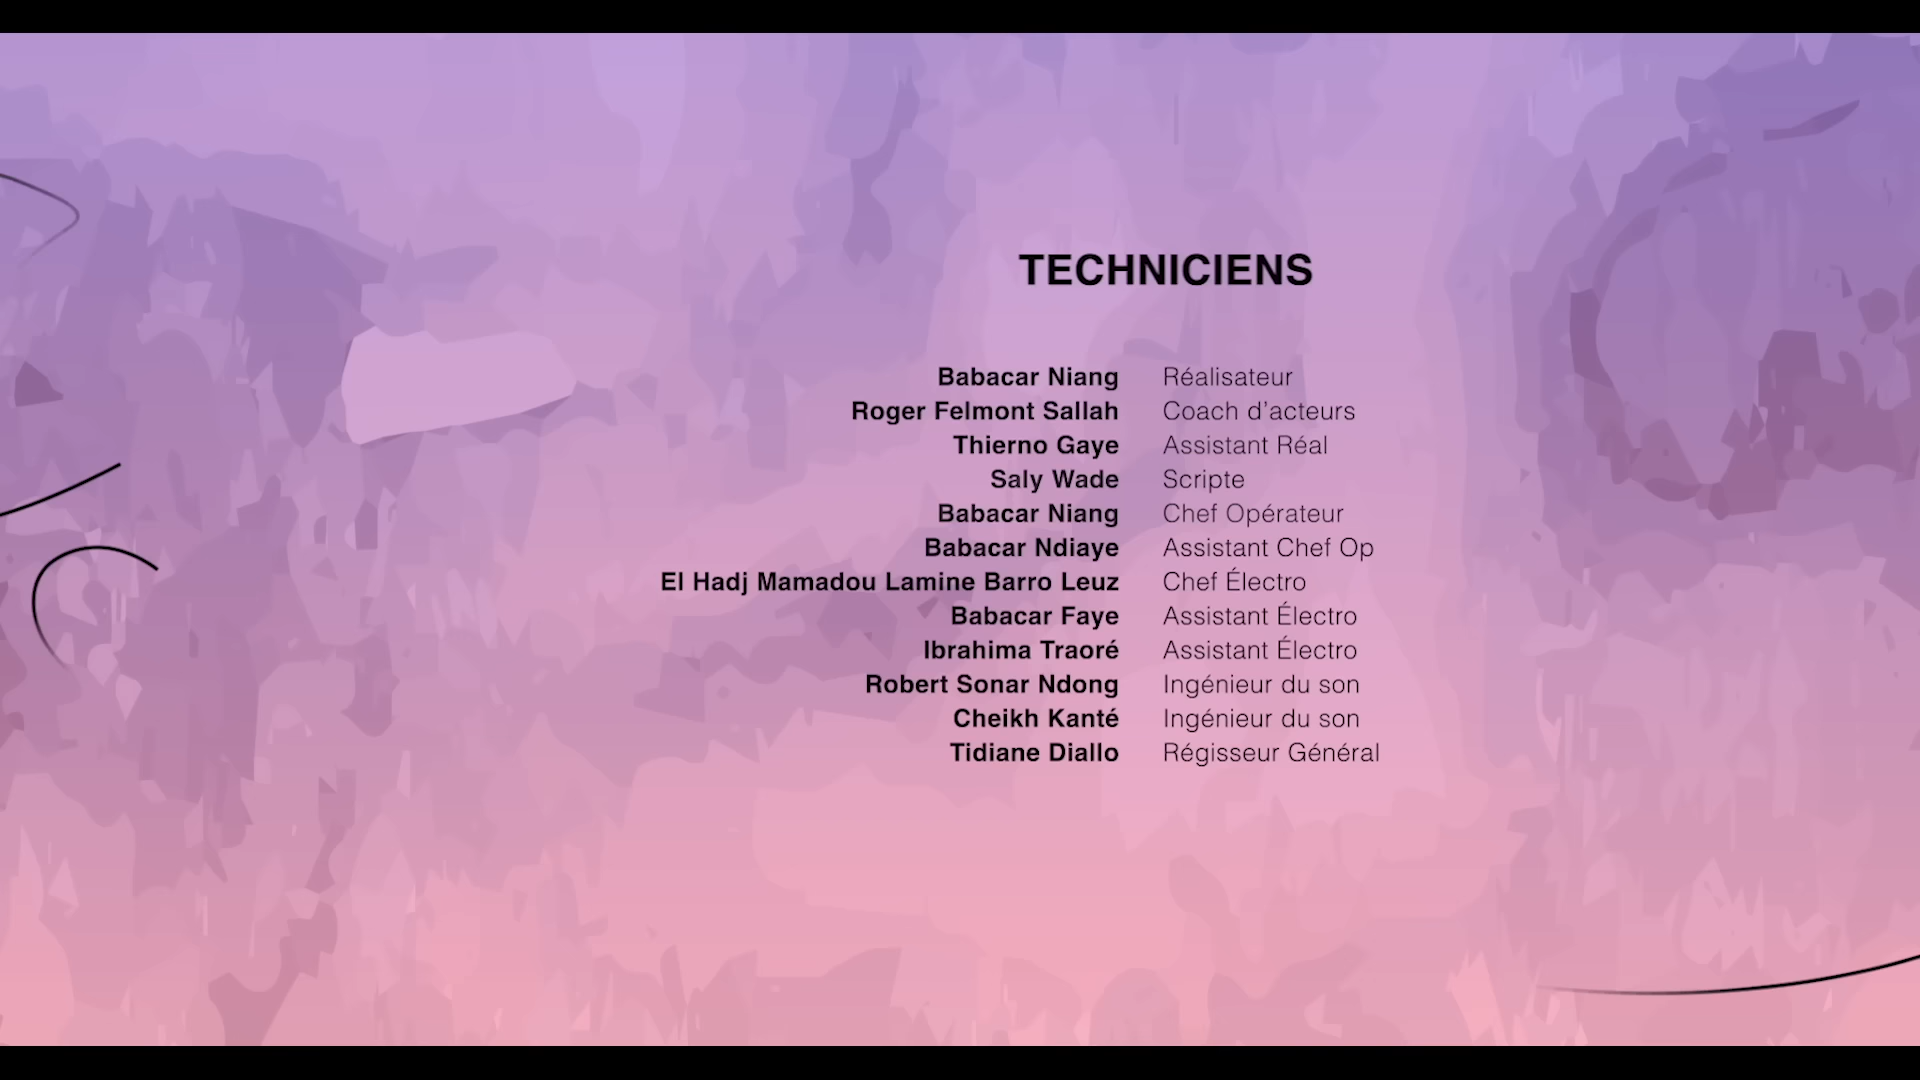 TECHNICIENS
Babacar Niang Réalisateur
Roger Felmont Sallah Coach d'acteurs
Thierno Gaye Assistant Réal
Saly Wade Scripte
Babacar Niang Chef Opérateur
Babacar Ndiaye Assistant Chef Op
El Hadj Mamadou Lamine Barro Leuz Chef Électro
Babacar Faye Assistant Électro
Ibrahima Traoré Assistant Électro
Robert Sonar Ndong Ingénieur du son
Cheikh Kanté Ingénieur du son
Tidiane Diallo Régisseur Général